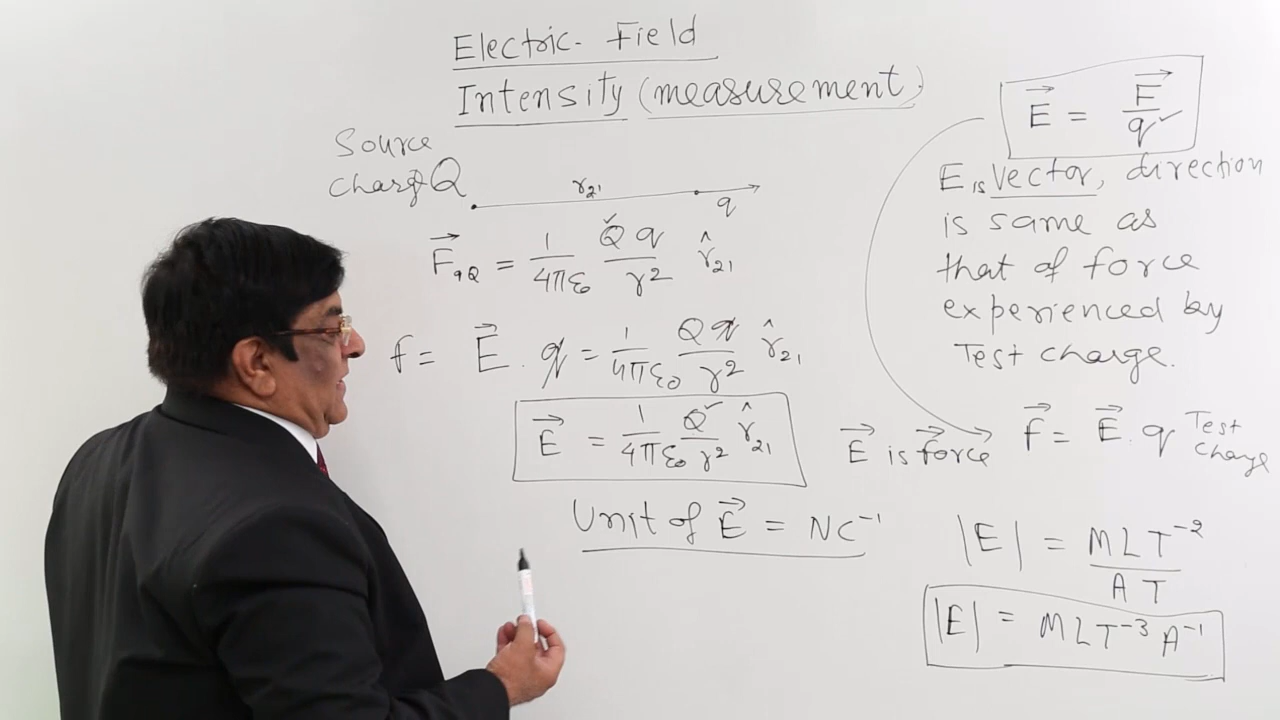 Electric Field
Intensity (measurement)
Source
charge Q
r₂₁
q
F⃗qQ = 1/4πε₀ Qq/r² r̂₂₁
f = E⃗ . q = 1/4πε₀ Qq/r² r̂₂₁
E⃗ = 1/4πε₀ Q/r² r̂₂₁
Unit of E⃗ = NC⁻¹
E⃗ = F⃗/q
E is Vector, direction
is same as
that of force
experienced by
Test charge.
E⃗ is force f⃗ = E⃗ . q Test
charge
|E| = MLT⁻²/AT
|E| = MLT⁻³A⁻¹